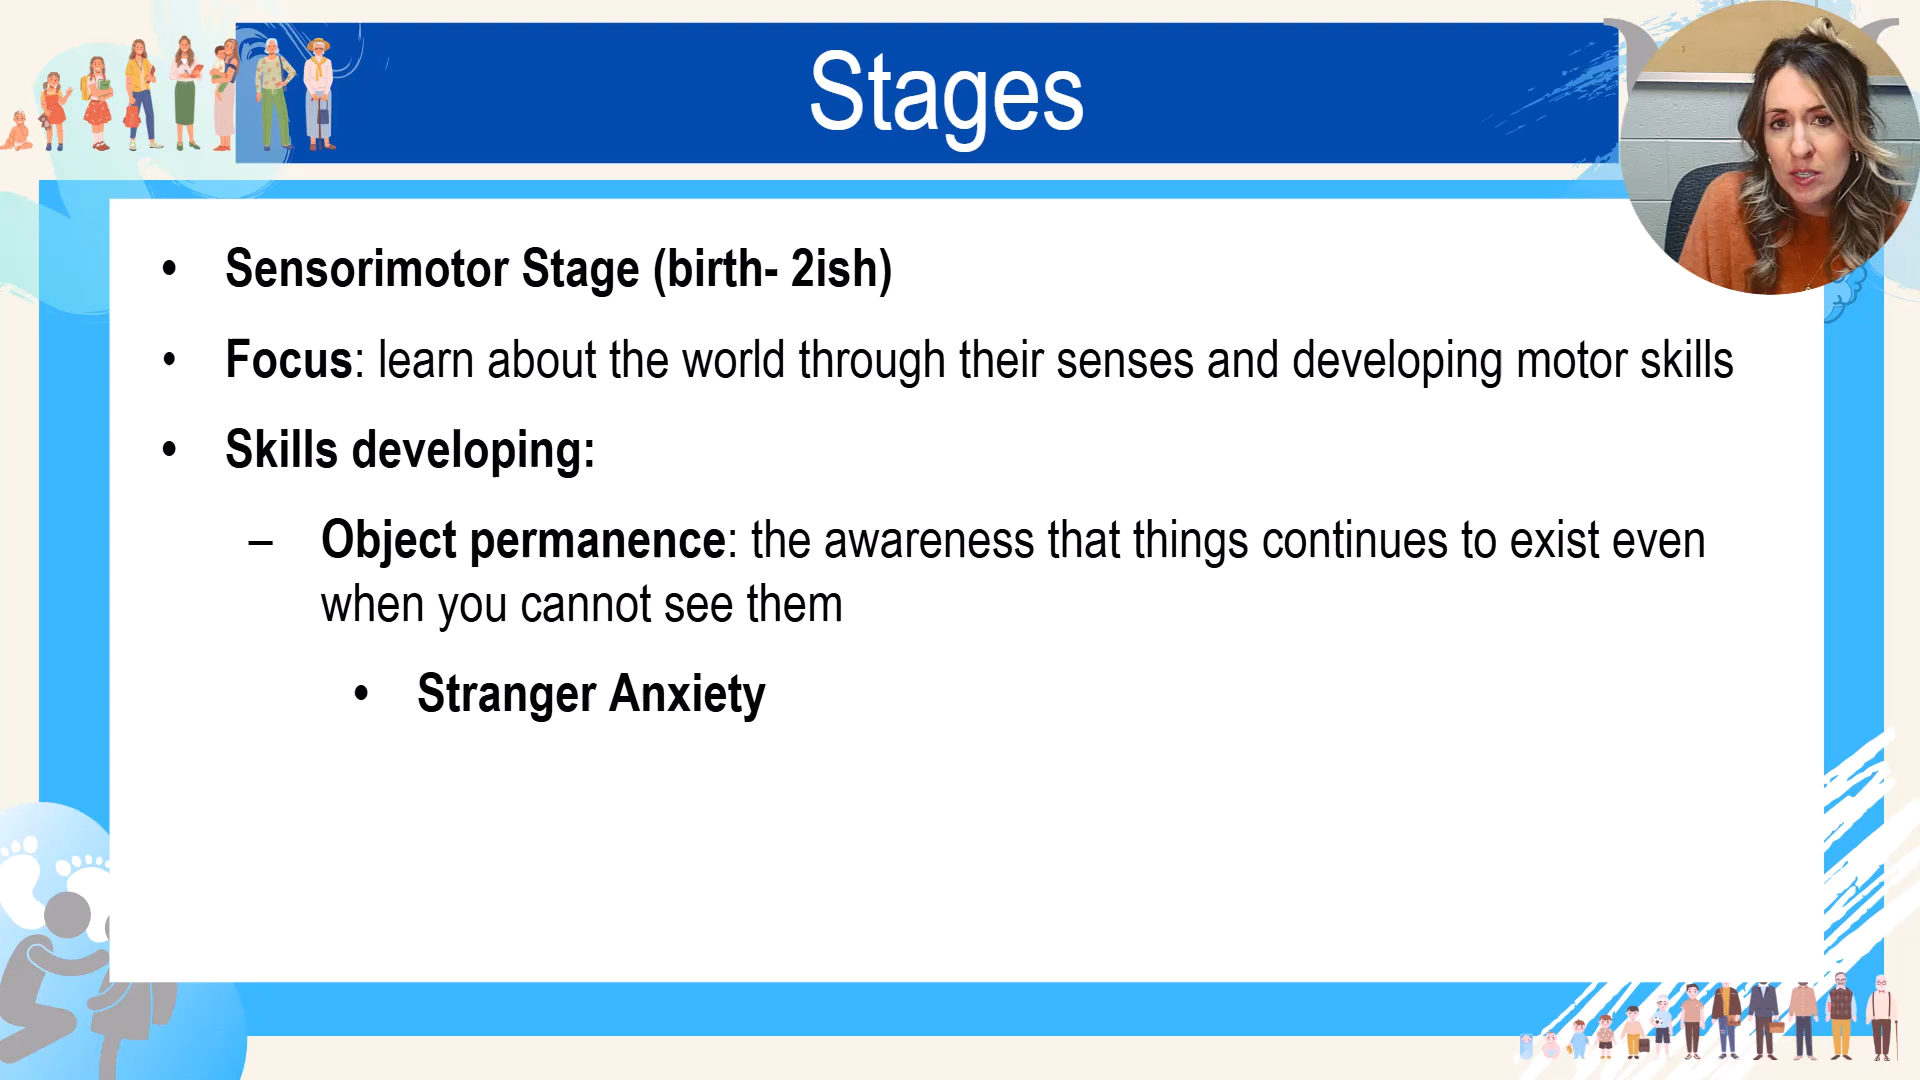 Stages
• Sensorimotor Stage (birth- 2ish)
• Focus: learn about the world through their senses and developing motor skills
• Skills developing:
– Object permanence: the awareness that things continues to exist even
when you cannot see them
• Stranger Anxiety